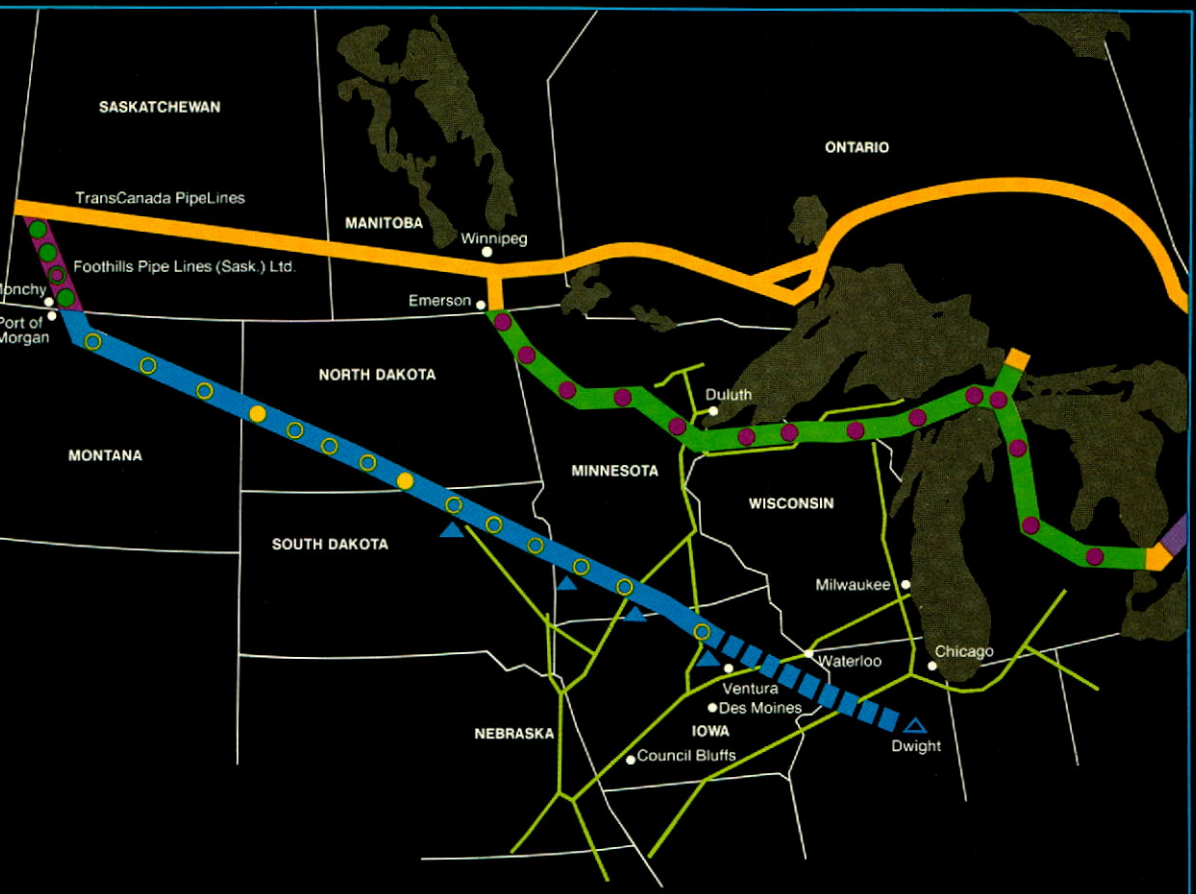 SASKATCHEWAN
ONTARIO
TransCanada PipeLines
MANITOBA
Winnipeg
Foothills Pipe Lines (Sask.) Ltd.
Monchy
Emerson
Port of
Morgan
NORTH DAKOTA
Duluth
MONTANA
MINNESOTA
WISCONSIN
SOUTH DAKOTA
Milwaukee
Chicago
Waterloo
Ventura
Des Moines
NEBRASKA
IOWA
Dwight
Council Bluffs